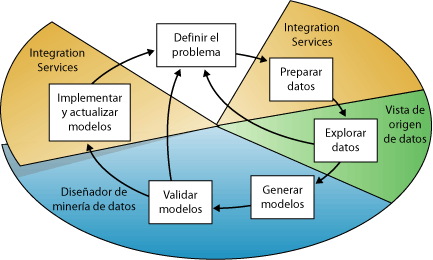 Definir el
problema
Integration
Services
Integration
Services
Preparar
datos
Implementar
y actualizar
modelos
Vista de
origen
de datos
Explorar
datos
Diseñador de
minería de datos
Validar
modelos
Generar
modelos